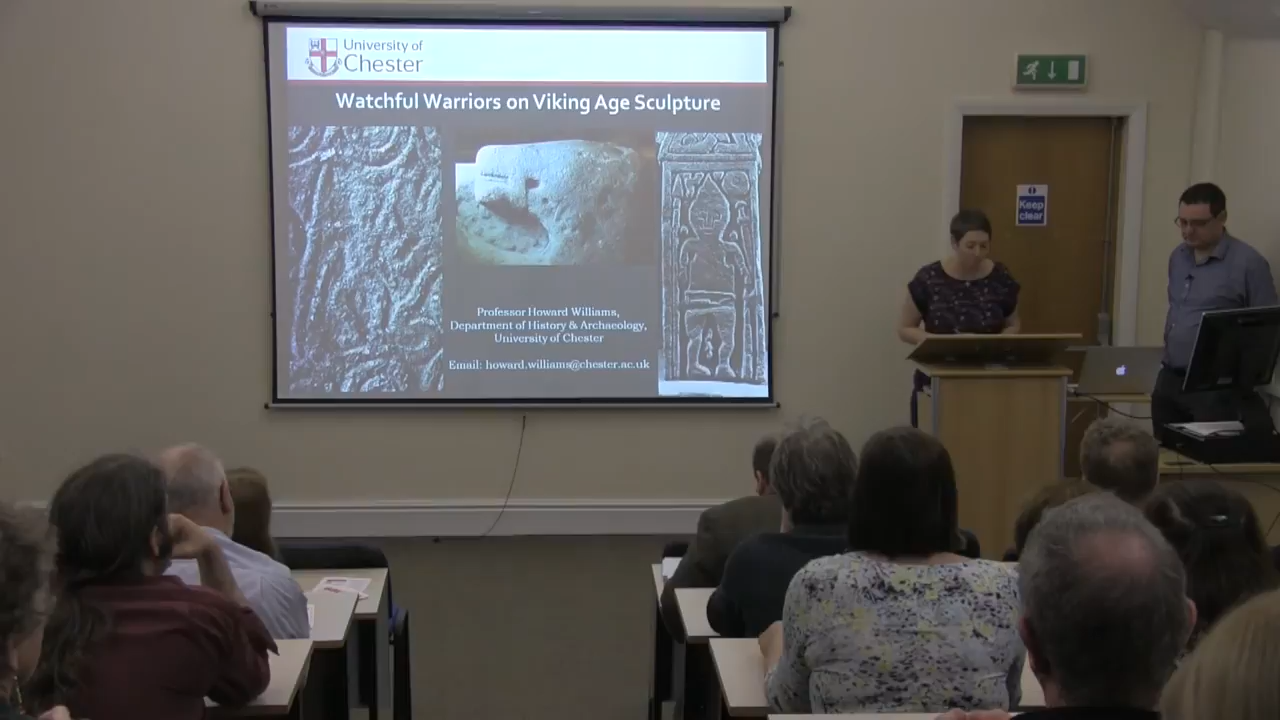 University of
Chester
Watchful Warriors on Viking Age Sculpture
Professor Howard Williams,
Department of History & Archaeology,
University of Chester
Email: howard.williams@chester.ac.uk
Keep
clear